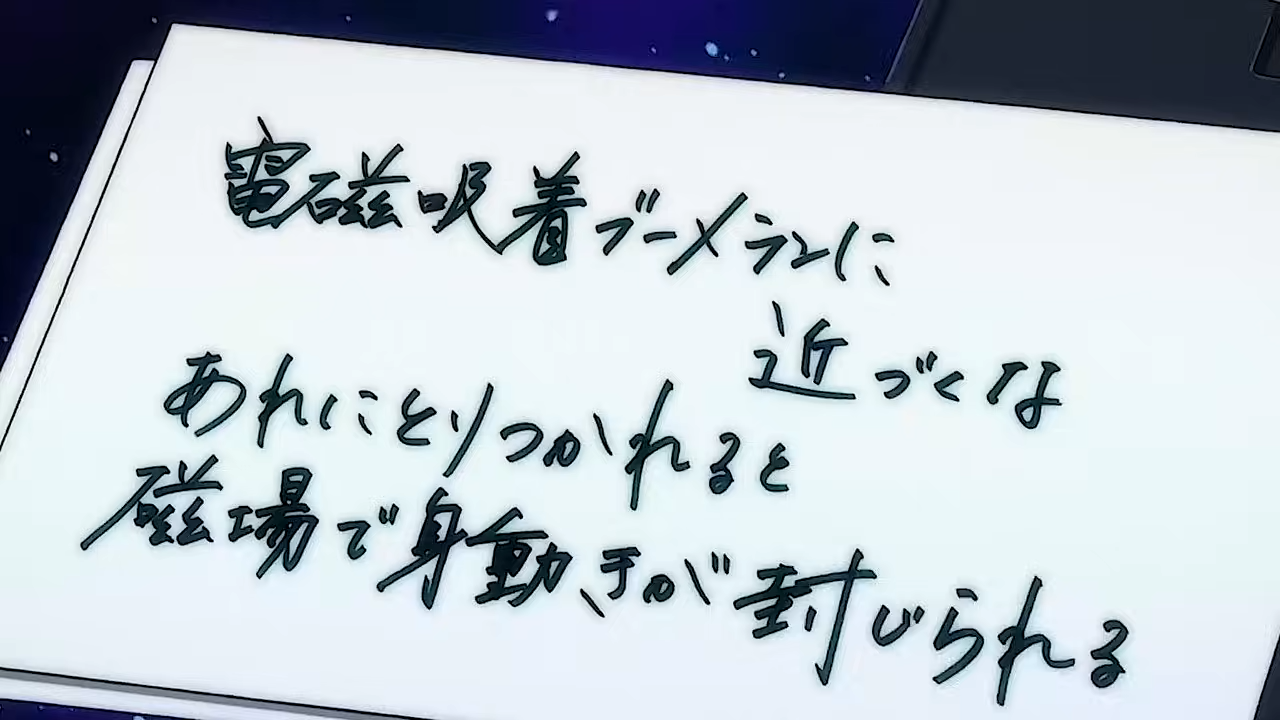 電磁吸着ブーメランに
近づくな
あれにとりつかれると
磁場で身動きが封じられる